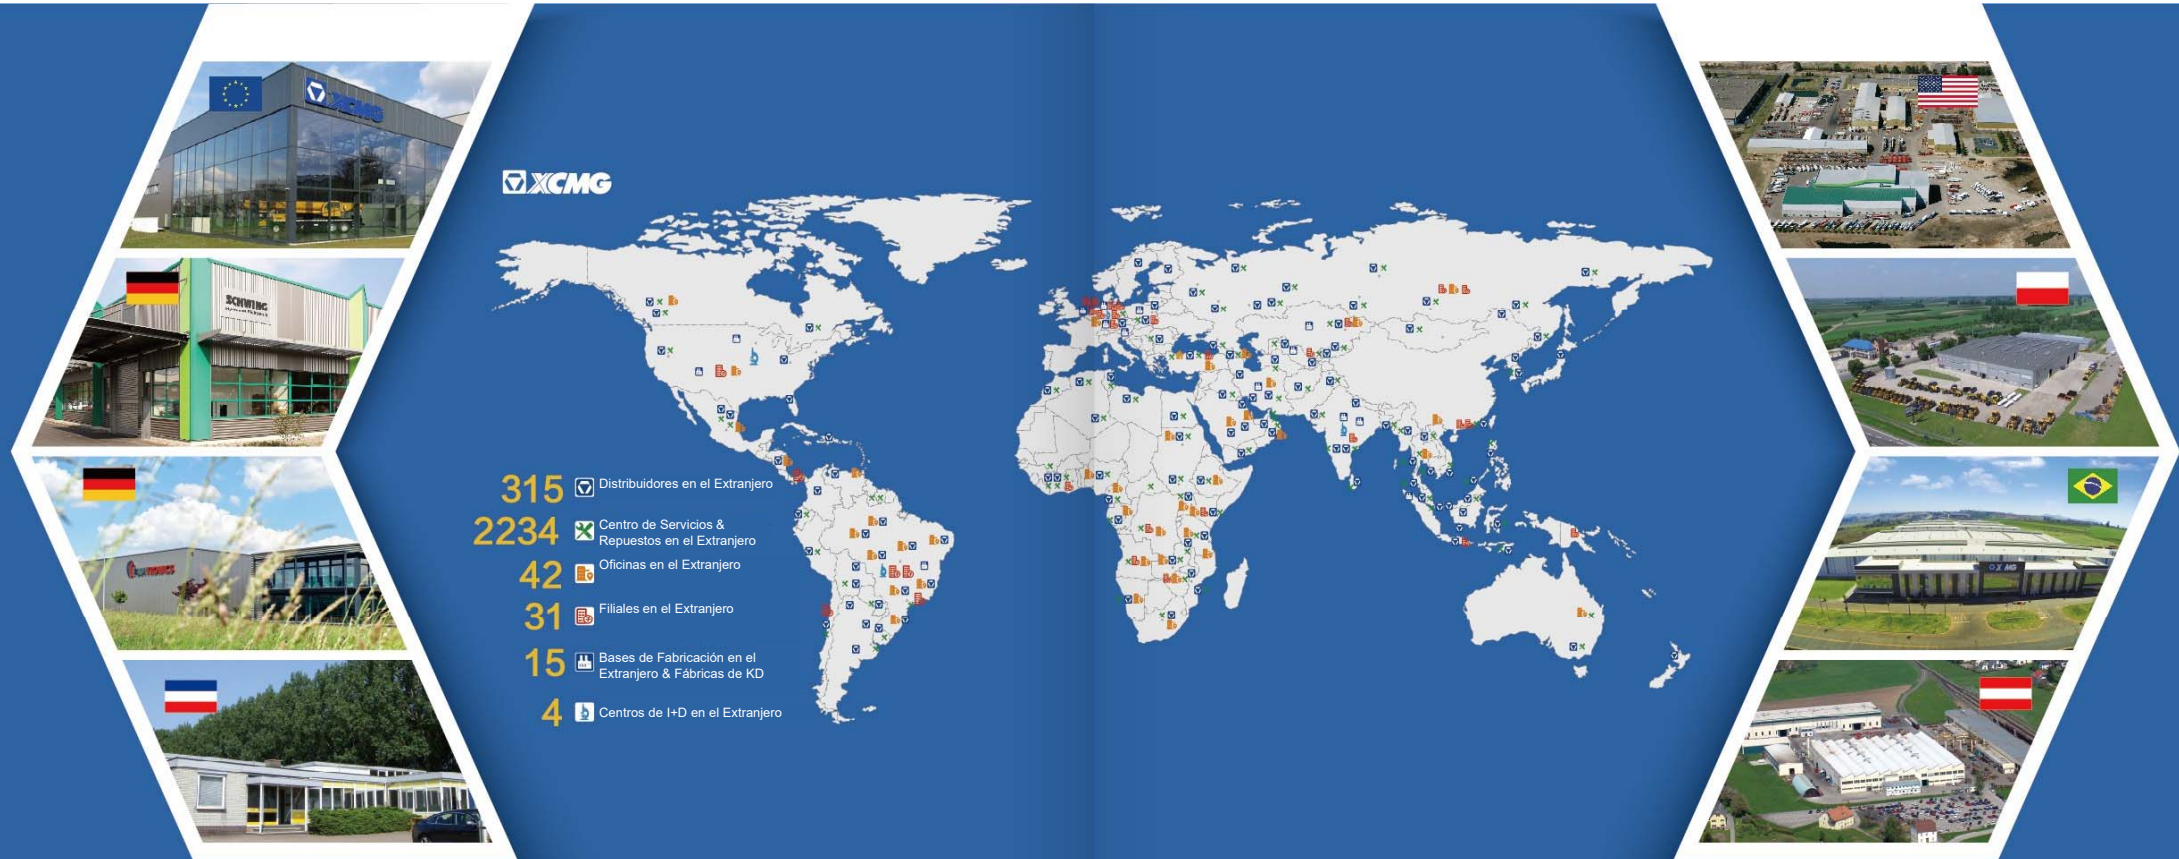 XCMG
SCHWING
XCMG
315
Distribuidores en el Extranjero
2234
Centro de Servicios &
Repuestos en el Extranjero
42
Oficinas en el Extranjero
31
Filiales en el Extranjero
15
Bases de Fabricación en el
Extranjero & Fábricas de KD
4
Centros de I+D en el Extranjero